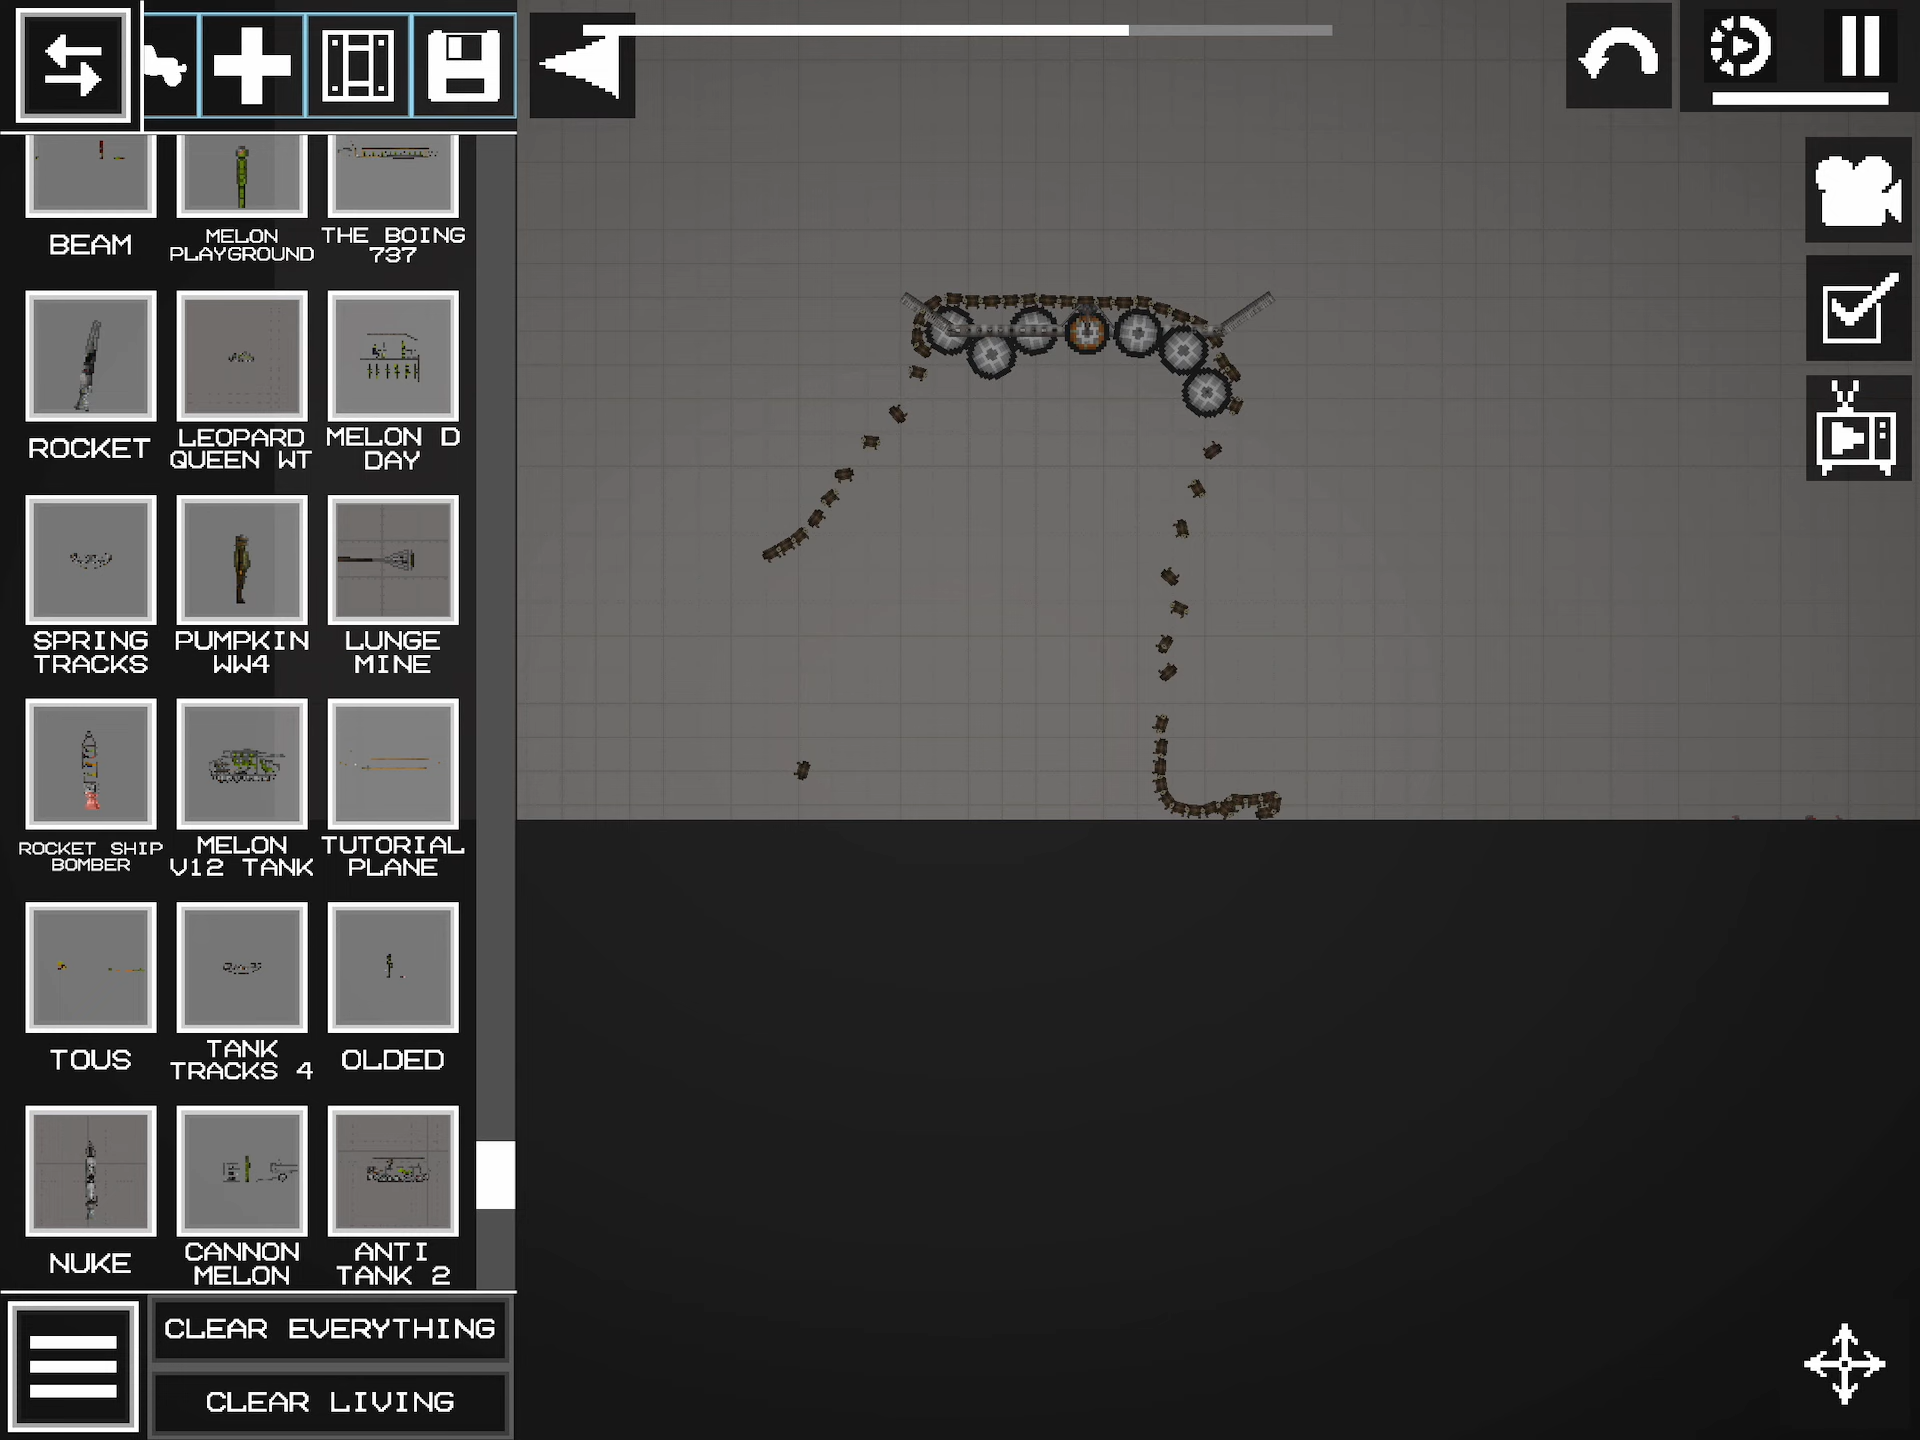 BEAM
MELON
PLAYGROUND
THE BOING
737
ROCKET
LEOPARD
QUEEN WT
MELON D
DAY
SPRING
TRACKS
PUMPKIN
WW4
LUNGE
MINE
ROCKET SHIP
BOMBER
MELON
V12 TANK
TUTORIAL
PLANE
TOUS
TANK
TRACKS 4
OLDED
NUKE
CANNON
MELON
ANTI
TANK 2
CLEAR EVERYTHING
CLEAR LIVING